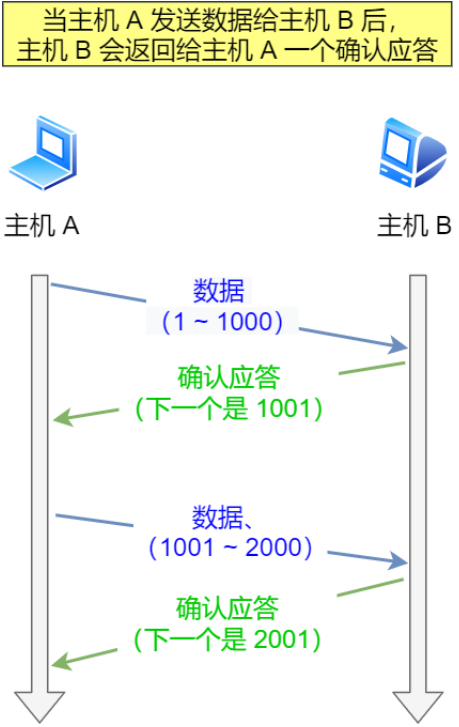 当主机 A 发送数据给主机 B 后，
主机 B 会返回给主机 A 一个确认应答
主机 A
主机 B
数据
（1 ~ 1000）
确认应答
（下一个是 1001）
数据、
（1001 ~ 2000）
确认应答
（下一个是 2001）